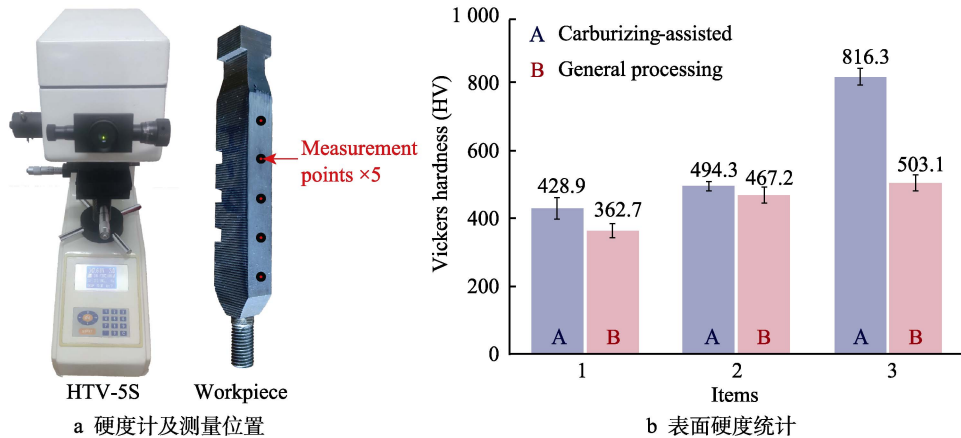 Measurement
points ×5
HTV-5S
Workpiece
a 硬度计及测量位置
1 000
800
600
400
200
0
Vickers hardness (HV)
A Carburizing-assisted
B General processing
428.9
362.7
494.3
467.2
816.3
503.1
A B A B A B
1 2 3
Items
b 表面硬度统计